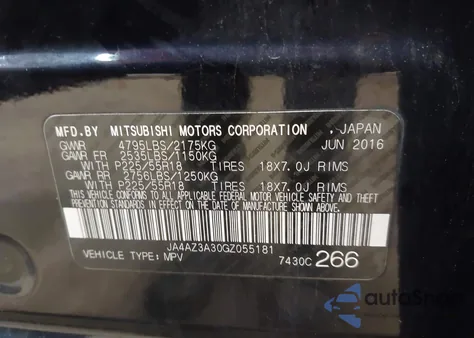 MFD.BY MITSUBISHI MOTORS CORPORATION , JAPAN
GVWR 4795LBS/2175KG JUN 2016
GAWR FR 2535LBS/1150KG
WITH P225/55R18 TIRES 18X7.0J RIMS
GAWR RR 2756LBS/1250KG
WITH P225/55R18 TIRES 18X7.0J RIMS
THIS VEHICLE CONFORMS TO ALL APPLICABLE FEDERAL
MOTOR VEHICLE SAFETY STANDARDS IN EFFECT ON THE
DATE OF MANUFACTURE SHOWN ABOVE.
JA4AZ3A30GZ055181
VEHICLE TYPE: MPV 7430C 266